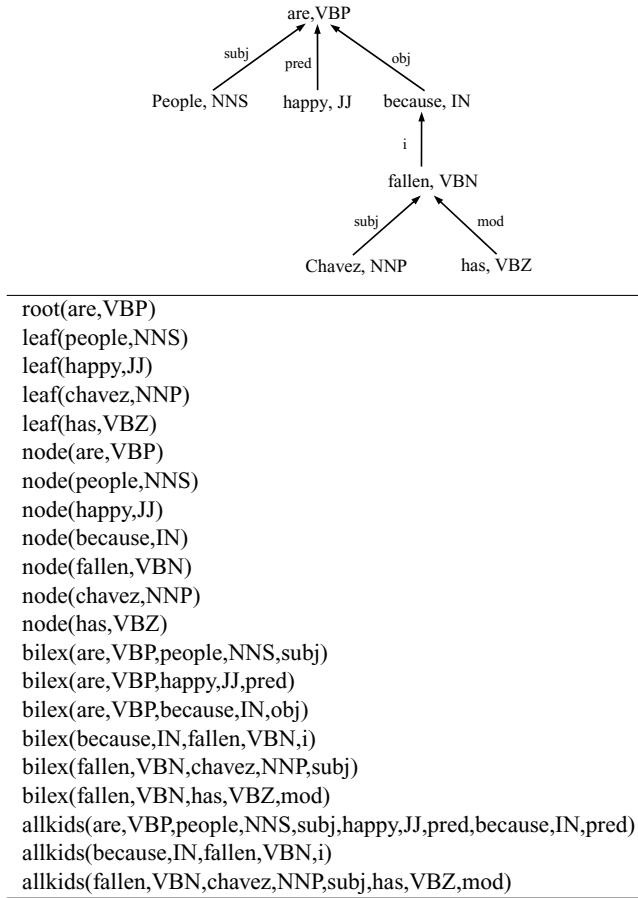 are,VBP
subj
pred
obj
People, NNS happy, JJ because, IN
i
fallen, VBN
subj mod
Chavez, NNP has, VBZ
root(are,VBP)
leaf(people,NNS)
leaf(happy,JJ)
leaf(chavez,NNP)
leaf(has,VBZ)
node(are,VBP)
node(people,NNS)
node(happy,JJ)
node(because,IN)
node(fallen,VBN)
node(chavez,NNP)
node(has,VBZ)
bilex(are,VBP,people,NNS,subj)
bilex(are,VBP,happy,JJ,pred)
bilex(are,VBP,because,IN,obj)
bilex(because,IN,fallen,VBN,i)
bilex(fallen,VBN,chavez,NNP,subj)
bilex(fallen,VBN,has,VBZ,mod)
allkids(are,VBP,people,NNS,subj,happy,JJ,pred,because,IN,pred)
allkids(because,IN,fallen,VBN,i)
allkids(fallen,VBN,chavez,NNP,subj,has,VBZ,mod)